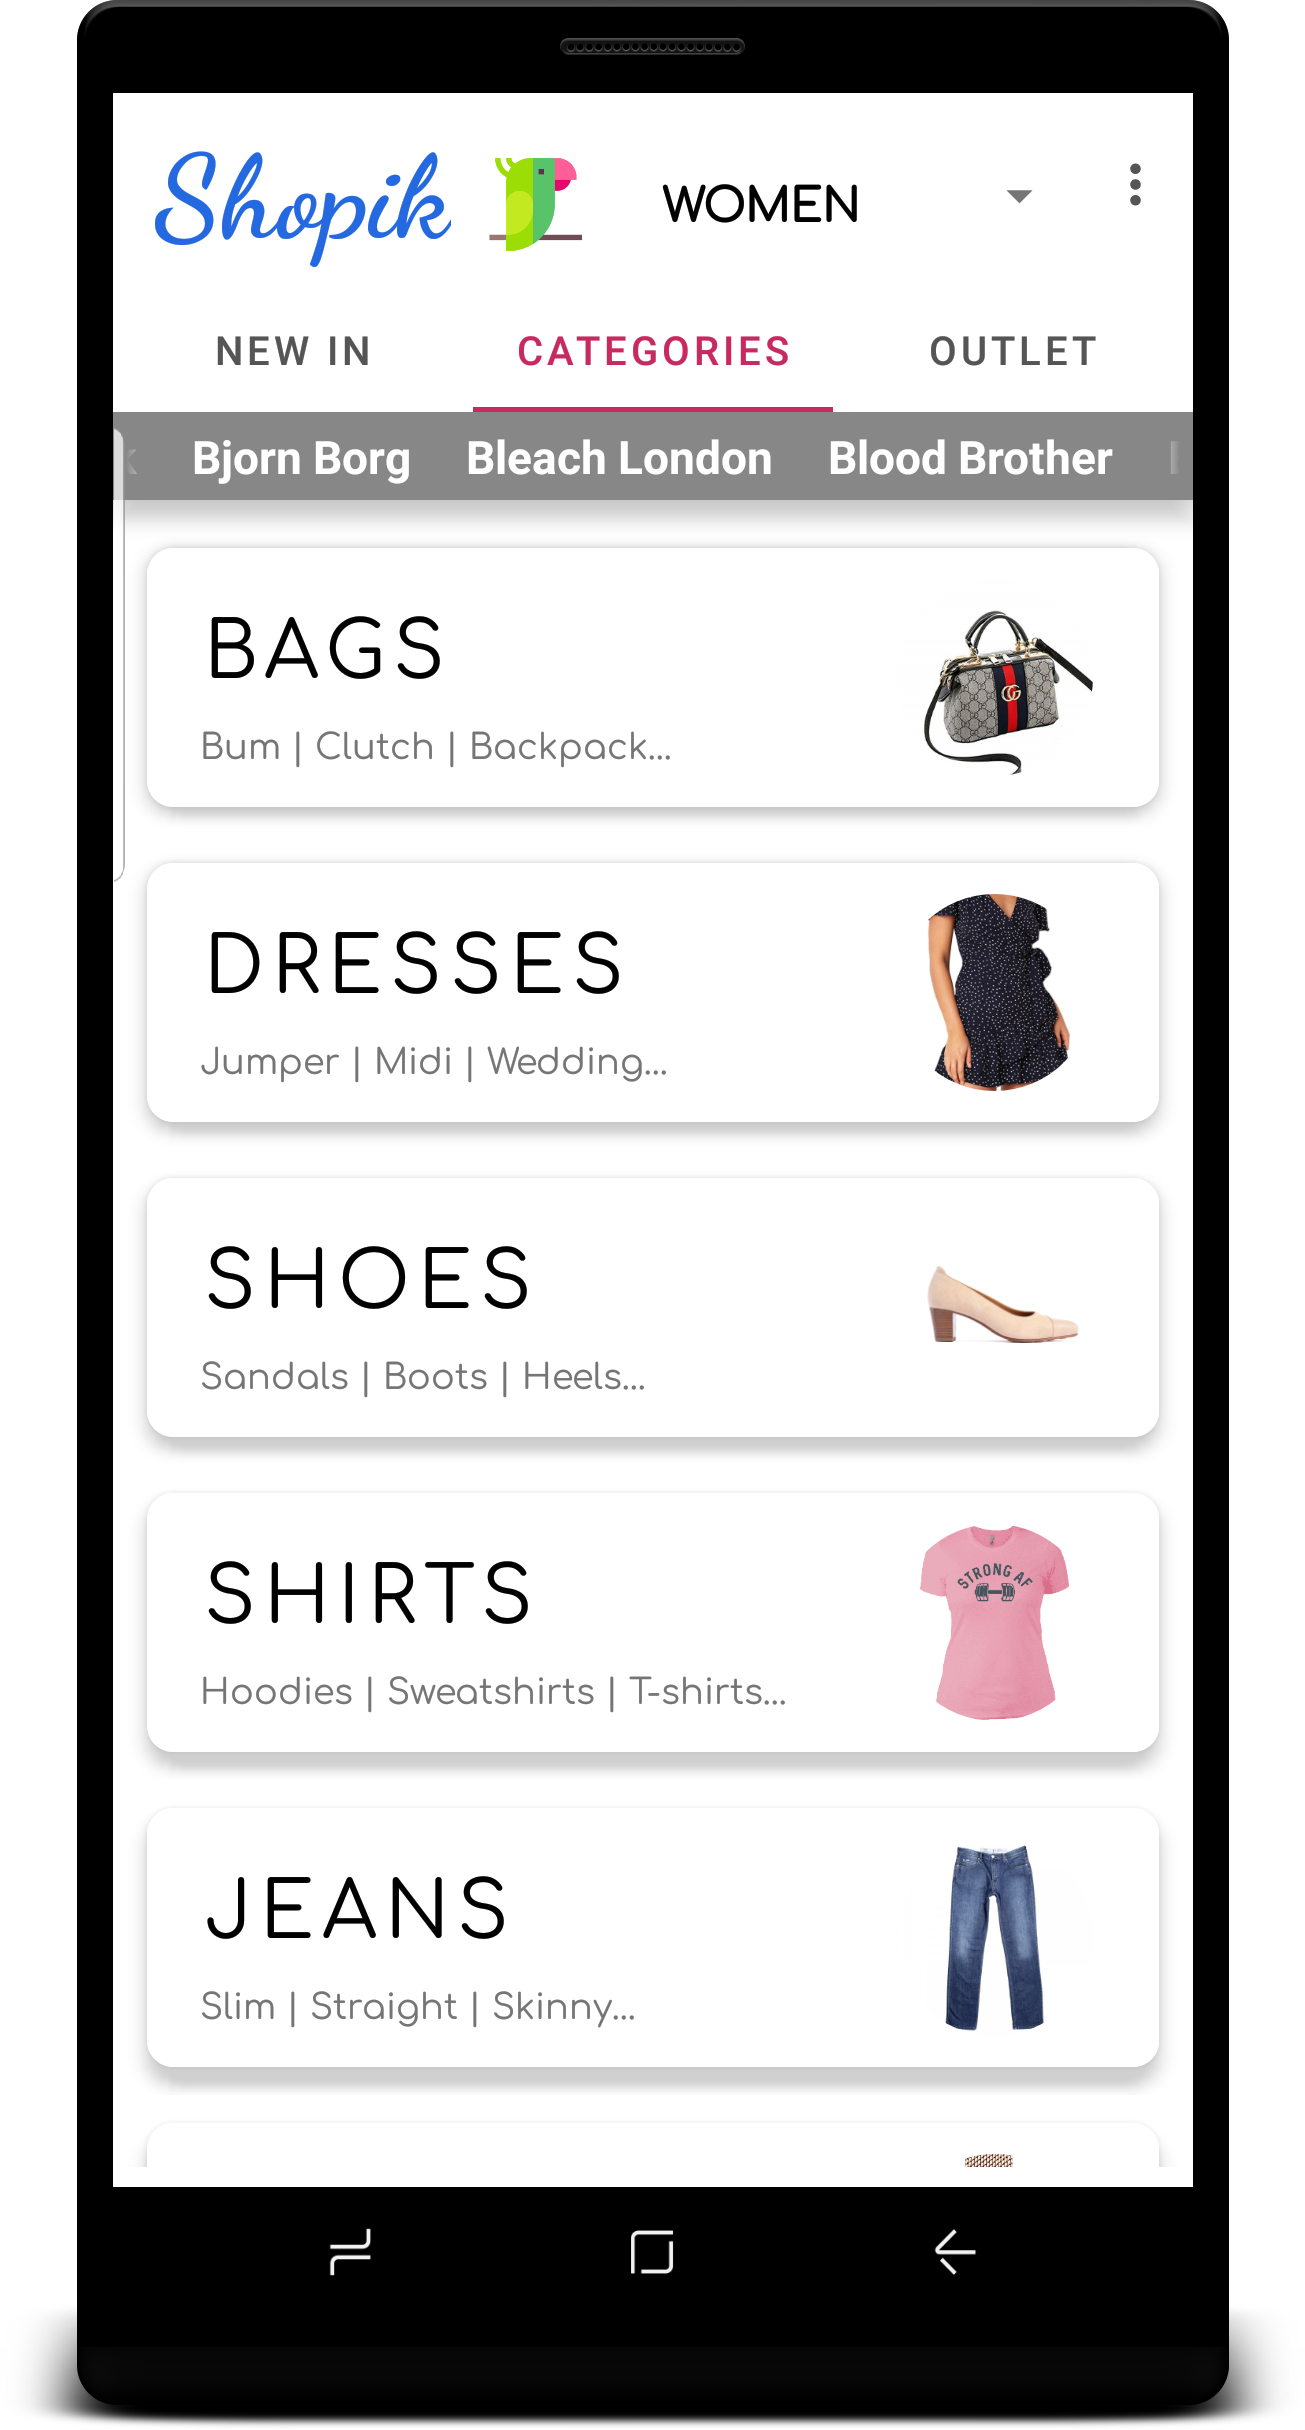 Shopik WOMEN
NEW IN CATEGORIES OUTLET
Bjorn Borg Bleach London Blood Brother
BAGS
Bum | Clutch | Backpack...
DRESSES
Jumper | Midi | Wedding...
SHOES
Sandals | Boots | Heels...
SHIRTS
STRONG AF
Hoodies | Sweatshirts | T-shirts...
JEANS
Slim | Straight | Skinny...